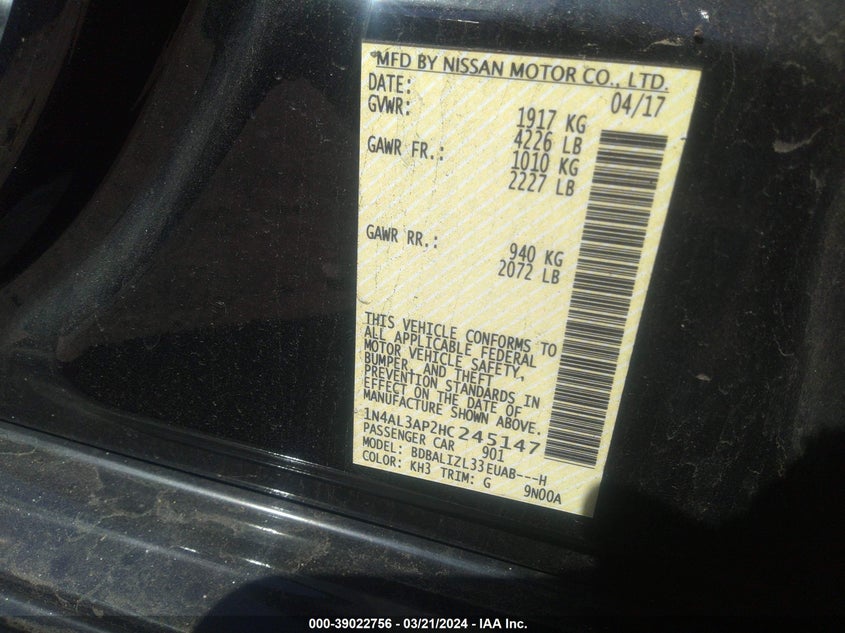 MFD BY NISSAN MOTOR CO., LTD.
DATE: 04/17
GVWR: 1917 KG
4226 LB
GAWR FR.: 1010 KG
2227 LB
GAWR RR.: 940 KG
2072 LB
THIS VEHICLE CONFORMS TO
ALL APPLICABLE FEDERAL
MOTOR VEHICLE SAFETY,
BUMPER, AND THEFT
PREVENTION STANDARDS IN
EFFECT ON THE DATE OF
MANUFACTURE SHOWN ABOVE.
1N4AL3AP2HC245147
PASSENGER CAR 901
MODEL: BDBALIZL33EUAB---H
COLOR: KH3 TRIM: G 9N00A
000-39022756 - 03/21/2024 - IAA Inc.